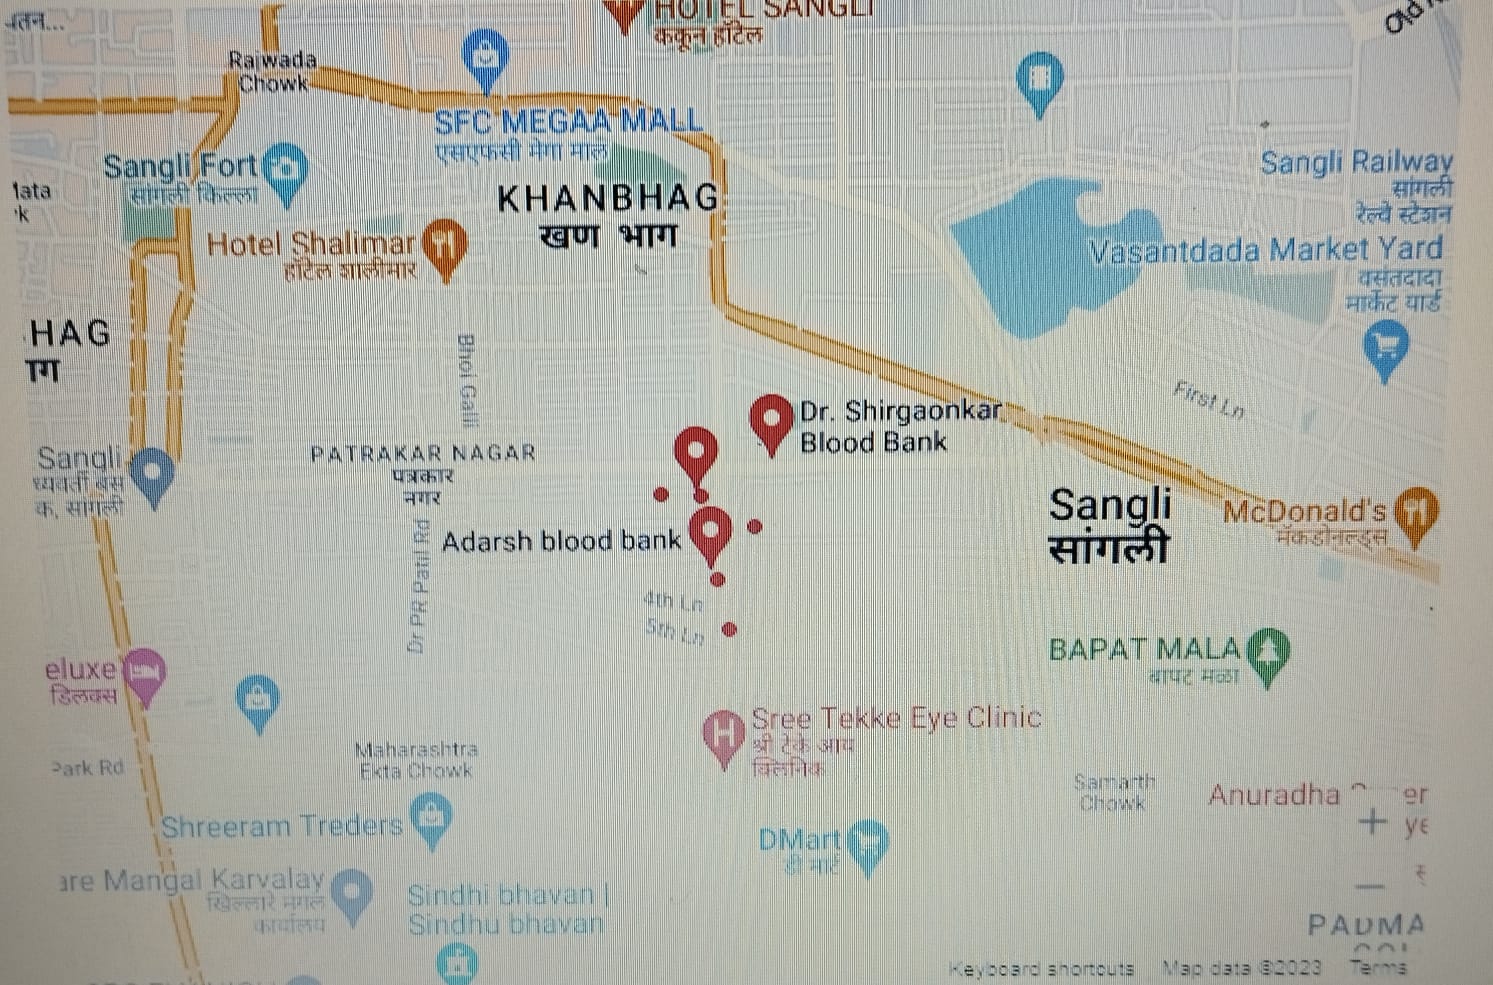 HOTEL SANGLI
ककून हॉटेल
Rajwada
Chowk
SFC MEGAA MALL
एसएफसी मेगा माल
Sangli Fort
सांगली किल्ला
KHANBHAG
खण भाग
Hotel Shalimar
हॉटेल शालीमार
Sangli Railway
सांगली
रेल्वे स्टेशन
Vasantdada Market Yard
वसंतदादा
मार्केट यार्ड
HAG
Bhoi Galli
First Ln
Dr. Shirgaonkar
Blood Bank
PATRAKAR NAGAR
पत्रकार
नगर
Sangli
क, सांगली
Adarsh blood bank
Dr PR Patil Rd
Sangli
सांगली
McDonald's
मॅकडोनल्ड्स
4th Ln
5th Ln
BAPAT MALA
बापट मळा
eluxe
डिलक्स
Sree Tekke Eye Clinic
श्री टेके आय
क्लिनिक
Park Rd
Maharashtra
Ekta Chowk
Samarth
Chowk
Anuradha
Shreeram Treders
DMart
डी मार्ट
are Mangal Karyalay
खिल्लारे मंगल
कार्यालय
Sindhi bhavan |
Sindhu bhavan
PADMA
Keyboard shortcuts Map data ©2023 Terms